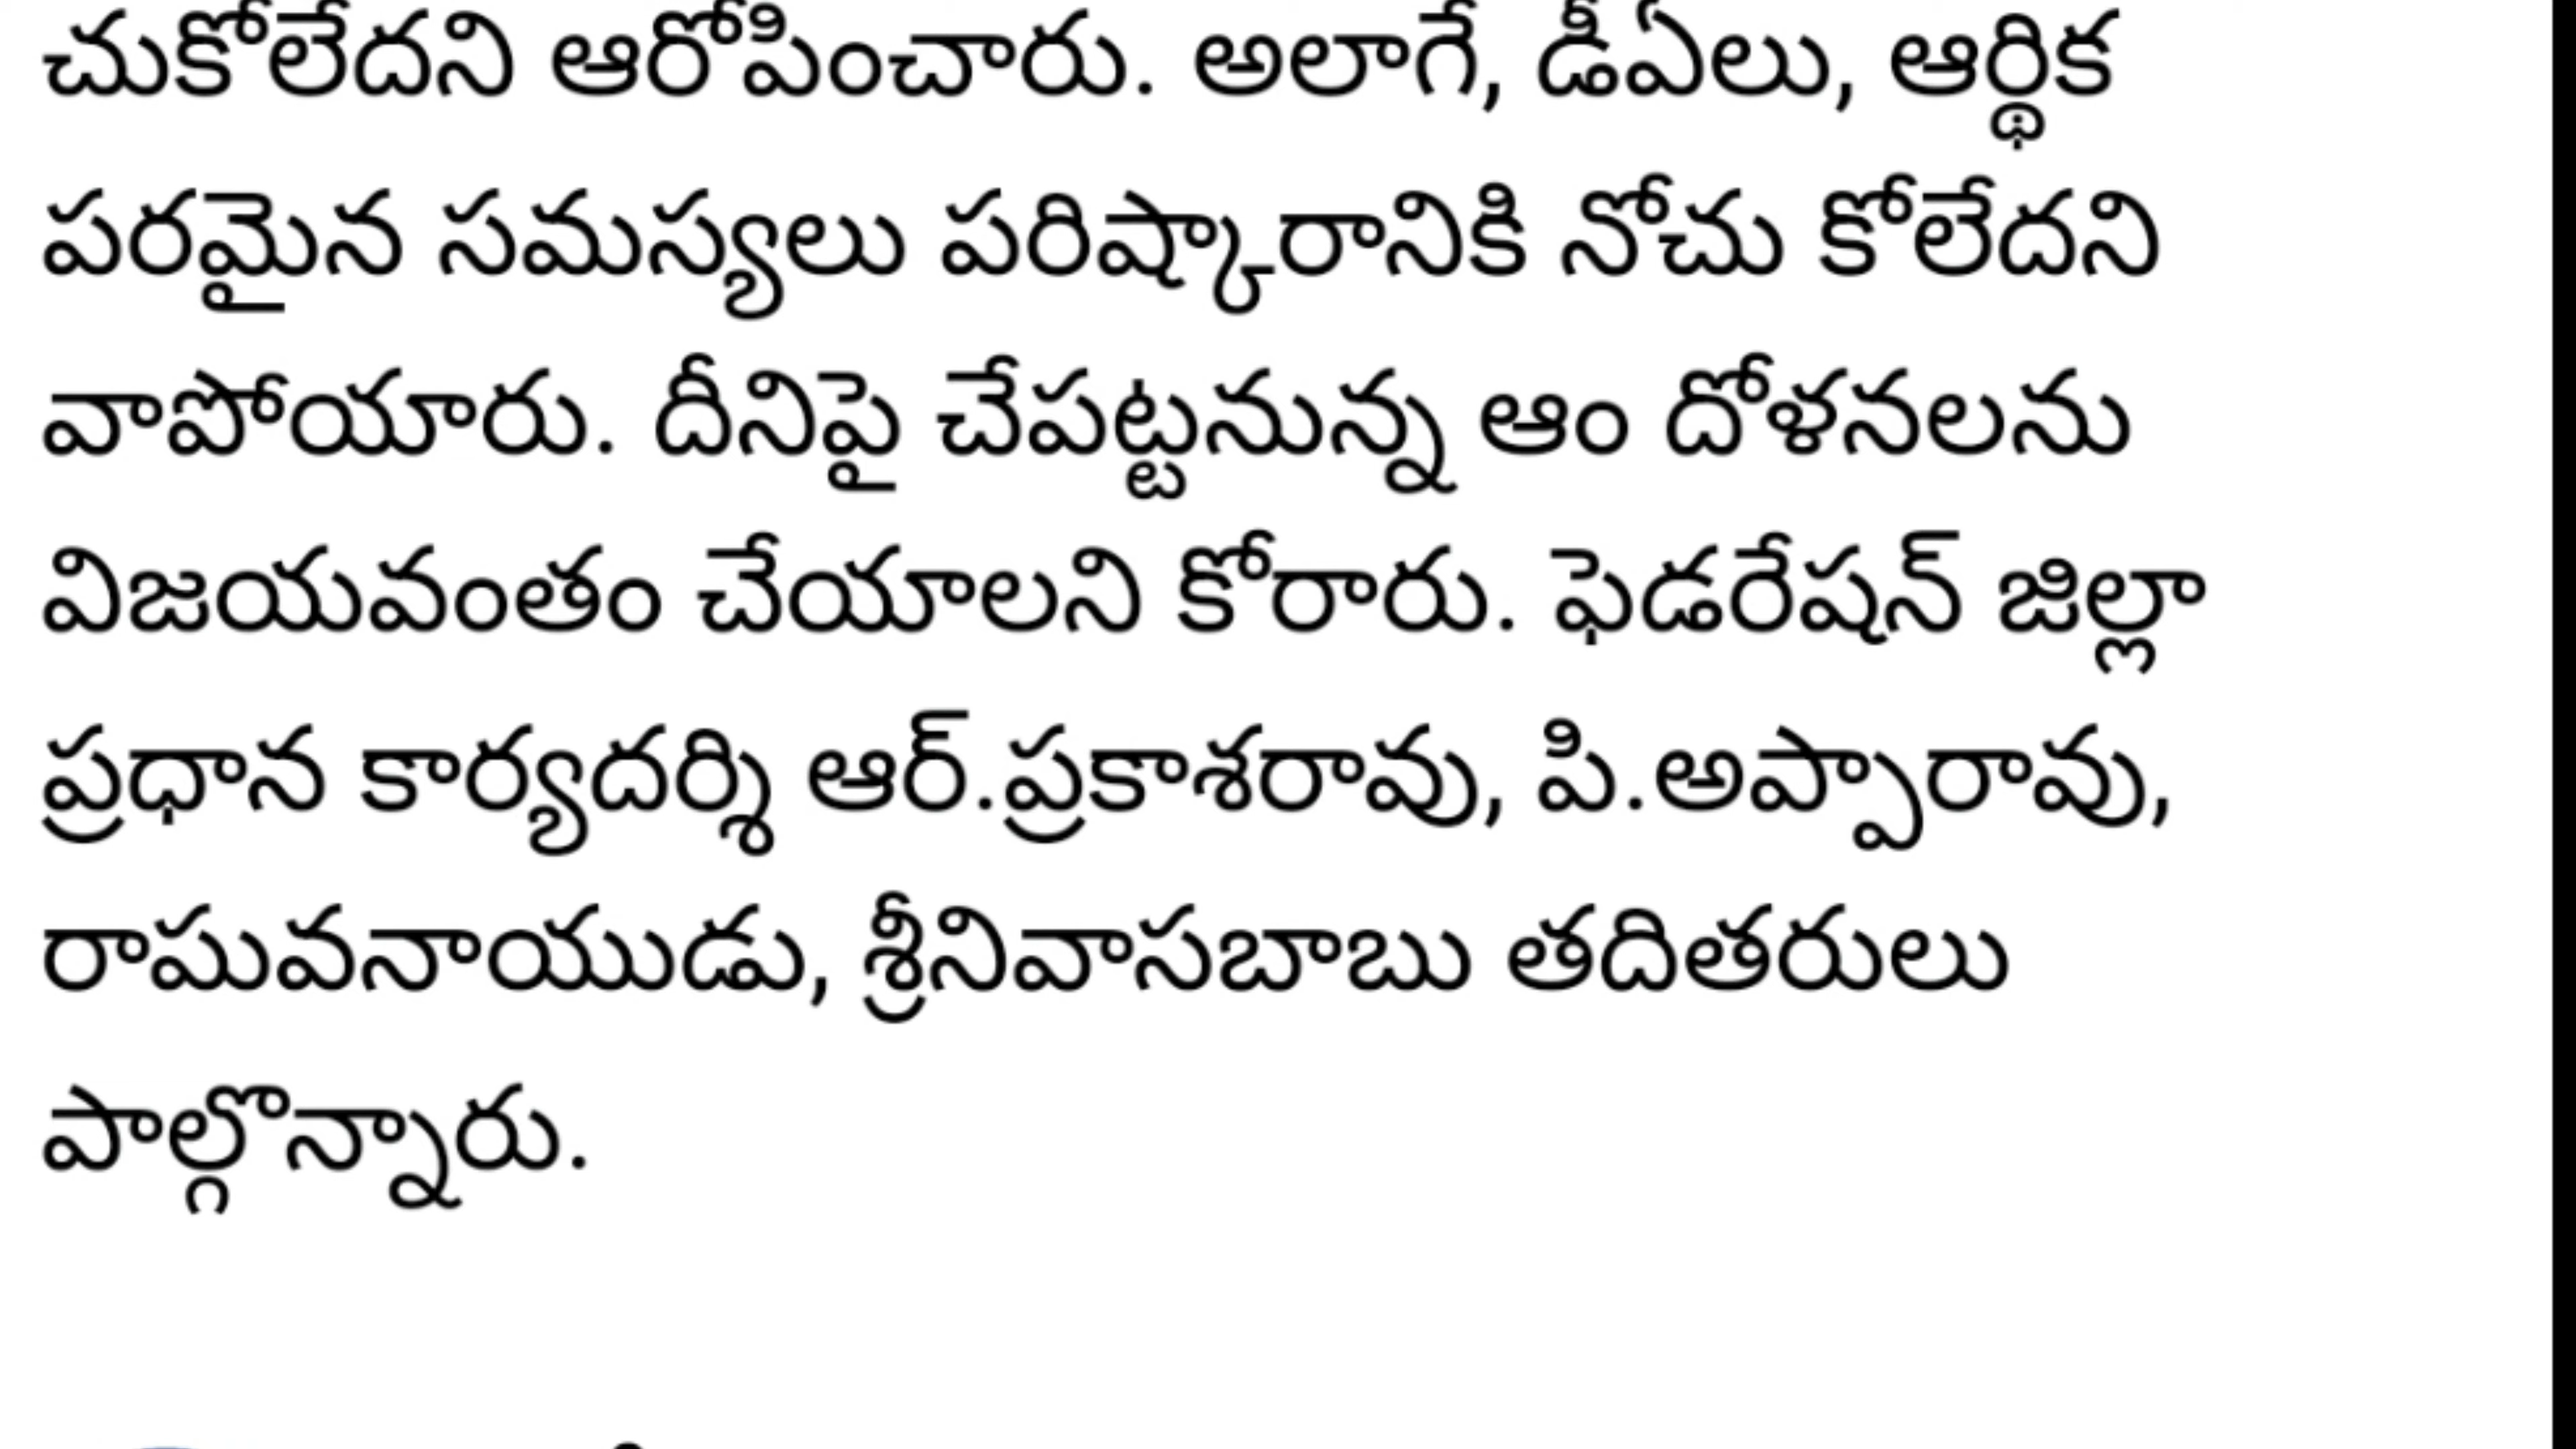 చుకోలేదని ఆరోపించారు. అలాగే, డీఏలు, ఆర్థిక
పరమైన సమస్యలు పరిష్కారానికి నోచు కోలేదని
వాపోయారు. దీనిపై చేపట్టనున్న ఆం దోళనలను
విజయవంతం చేయాలని కోరారు. ఫెడరేషన్ జిల్లా
ప్రధాన కార్యదర్శి ఆర్.ప్రకాశరావు, పి.అప్పారావు,
రాఘవనాయుడు, శ్రీనివాసబాబు తదితరులు
పాల్గొన్నారు.